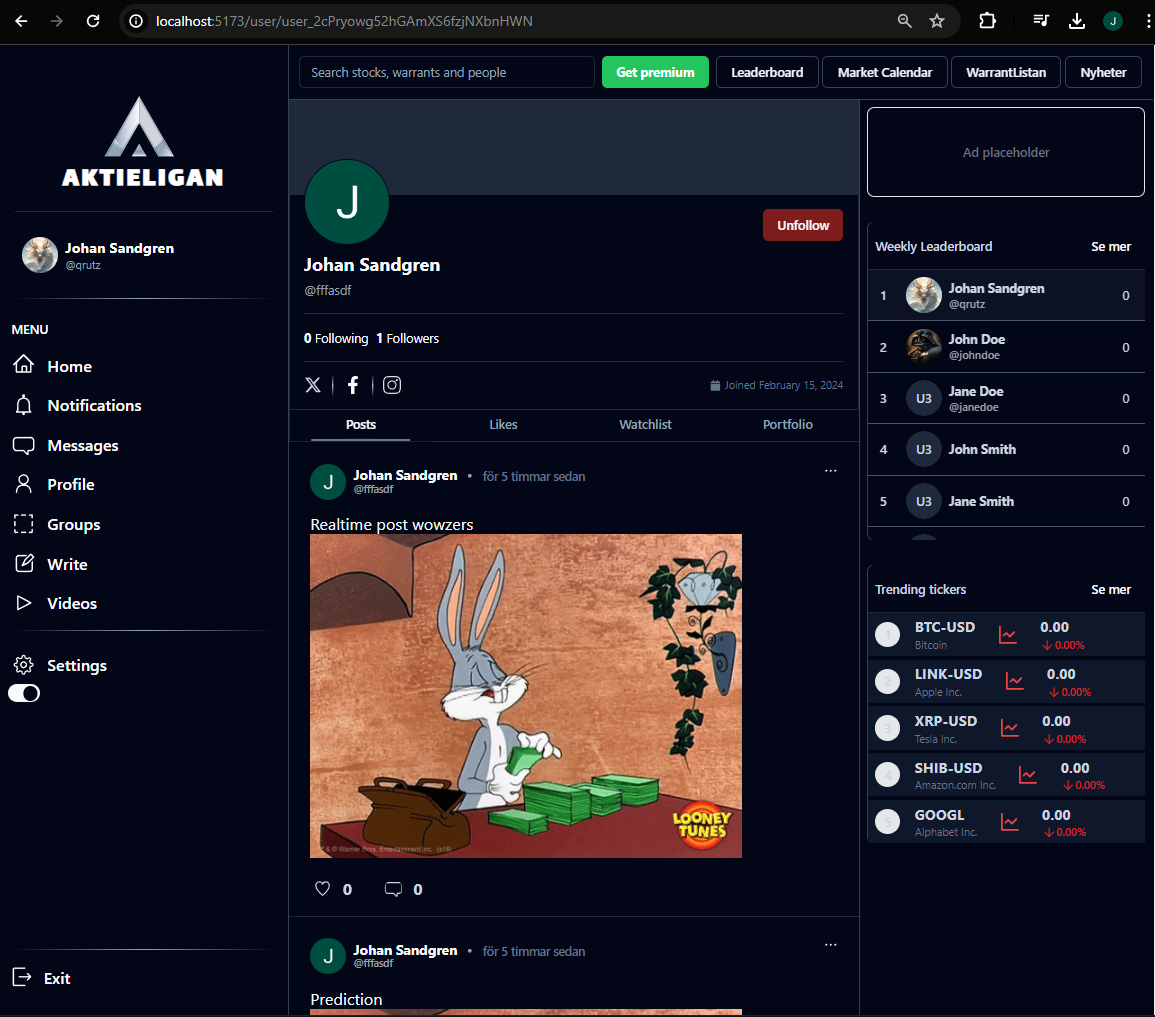 localhost:5173/user/user_2cPryowg52hGAmXS6fzjNXbnHWN
J
Search stocks, warrants and people
Get premium
Leaderboard
Market Calendar
WarrantListan
Nyheter
AKTIELIGAN
Johan Sandgren
@qrutz
MENU
Home
Notifications
Messages
Profile
Groups
Write
Videos
Settings
Exit
J
Unfollow
Johan Sandgren
@fffasdf
0 Following 1 Followers
Joined February 15, 2024
Posts Likes Watchlist Portfolio
J
Johan Sandgren • för 5 timmar sedan
@fffasdf
Realtime post wowzers
LOONEY
TUNES
& © Warner Bros. Entertainment Inc. (s18)
0 0
J
Johan Sandgren • för 5 timmar sedan
@fffasdf
Prediction
Ad placeholder
Weekly Leaderboard Se mer
1 Johan Sandgren 0
@qrutz
2 John Doe 0
@johndoe
3 U3 Jane Doe 0
@janedoe
4 U3 John Smith 0
5 U3 Jane Smith 0
Trending tickers Se mer
1 BTC-USD 0.00
Bitcoin 0.00%
2 LINK-USD 0.00
Apple Inc. 0.00%
3 XRP-USD 0.00
Tesla Inc. 0.00%
4 SHIB-USD 0.00
Amazon.com Inc. 0.00%
5 GOOGL 0.00
Alphabet Inc. 0.00%